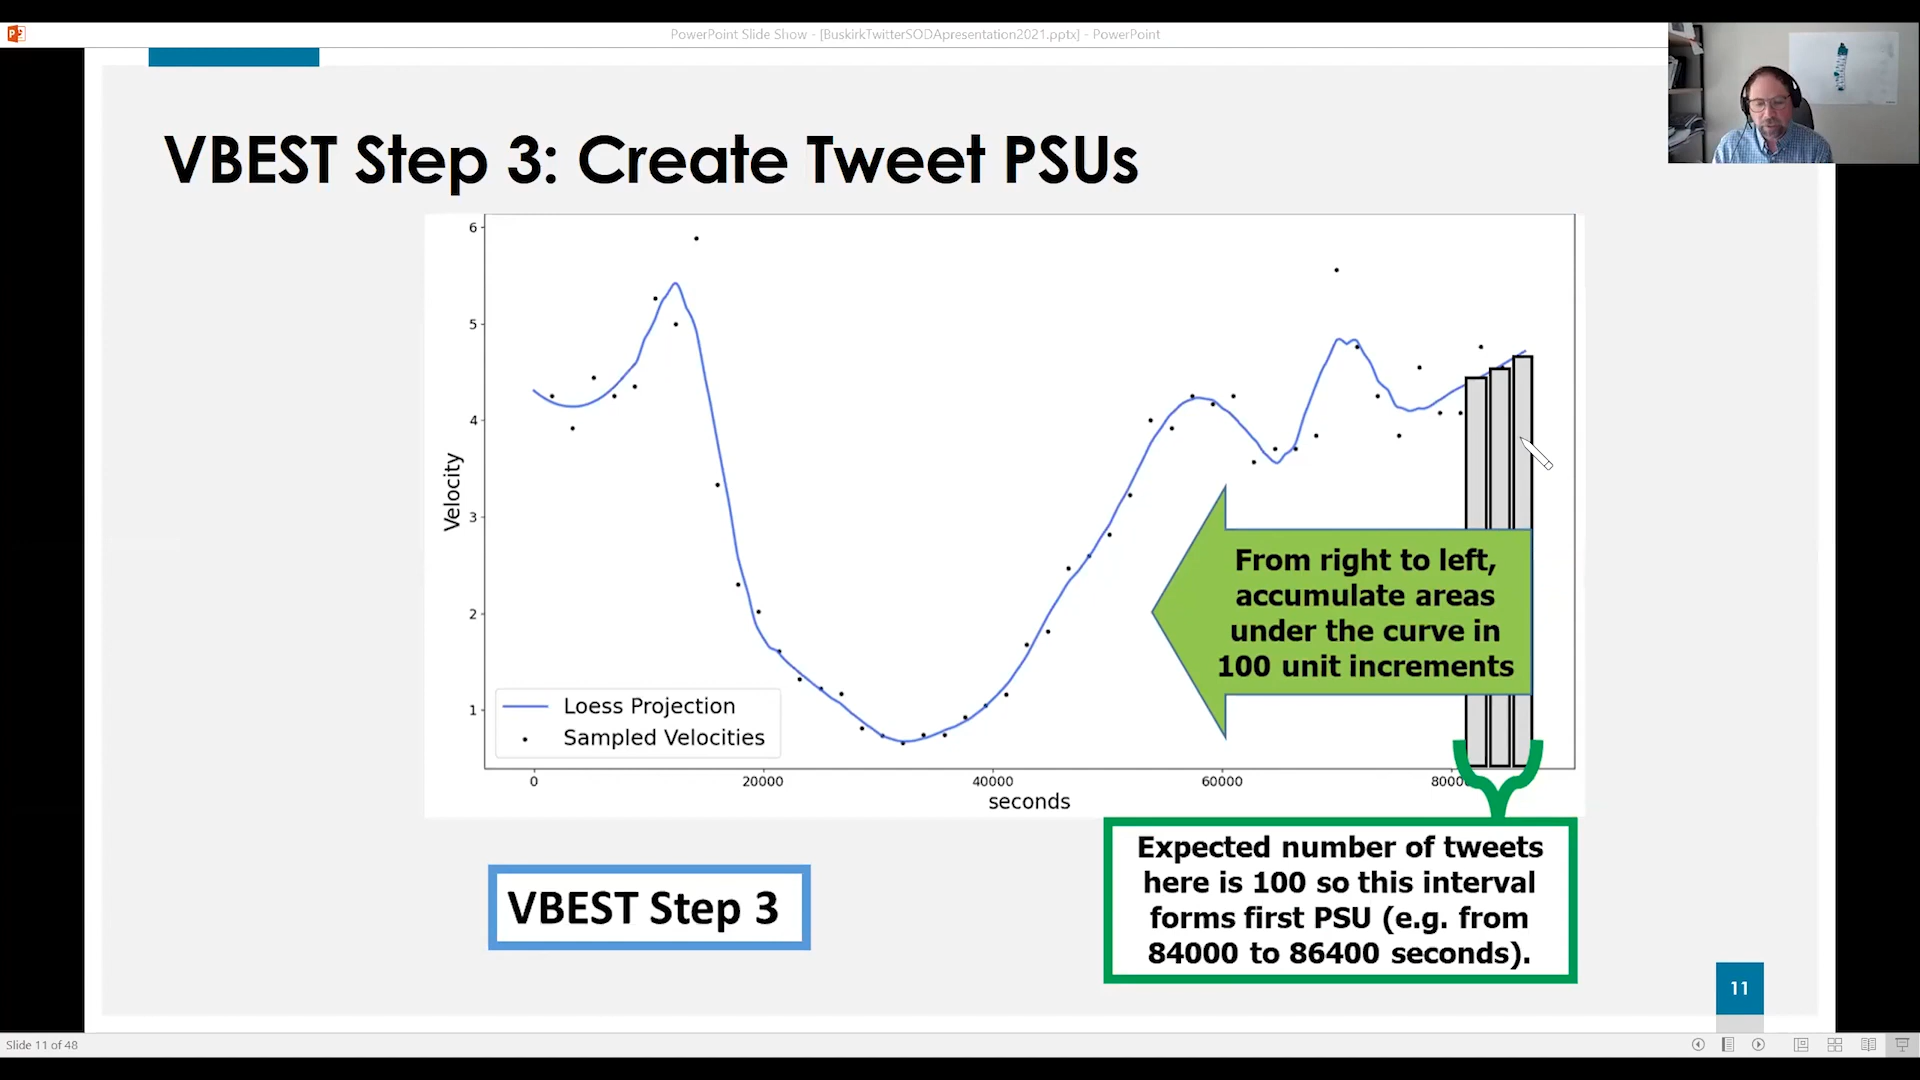 PowerPoint Slide Show - [BuskirkTwitterSODApresentation2021.pptx] - PowerPoint
VBEST Step 3: Create Tweet PSUs
6
5
4
3
2
1
Velocity
Loess Projection
Sampled Velocities
0
20000
40000
60000
8000
seconds
From right to left,
accumulate areas
under the curve in
100 unit increments
VBEST Step 3
Expected number of tweets
here is 100 so this interval
forms first PSU (e.g. from
84000 to 86400 seconds).
11
Slide 11 of 48